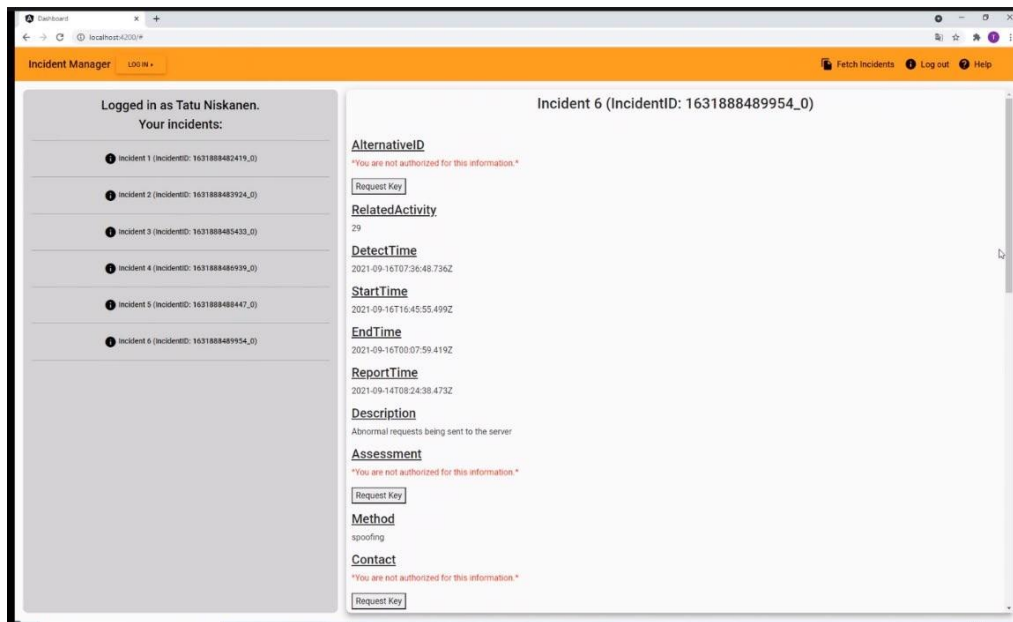 Dashboard
localhost:4200/#
Incident Manager
LOG IN
Fetch Incidents
Log out
Help
Logged in as Tatu Niskanen.
Your incidents:
Incident 1 (IncidentID: 1631888482419_0)
Incident 2 (IncidentID: 1631888483924_0)
Incident 3 (IncidentID: 1631888485433_0)
Incident 4 (IncidentID: 1631888486939_0)
Incident 5 (IncidentID: 1631888488447_0)
Incident 6 (IncidentID: 1631888489954_0)
Incident 6 (IncidentID: 1631888489954_0)
AlternativeID
*You are not authorized for this information.*
Request Key
RelatedActivity
29
DetectTime
2021-09-16T07:36:48.736Z
StartTime
2021-09-16T16:45:55.499Z
EndTime
2021-09-16T00:07:59.419Z
ReportTime
2021-09-14T08:24:38.473Z
Description
Abnormal requests being sent to the server
Assessment
*You are not authorized for this information.*
Request Key
Method
spoofing
Contact
*You are not authorized for this information.*
Request Key